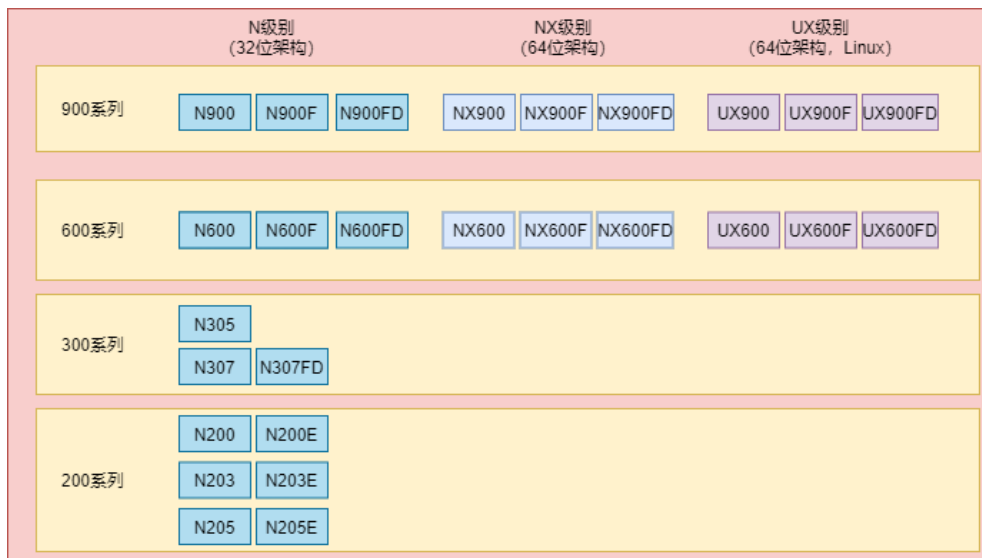 N级别
(32位架构)
NX级别
(64位架构)
UX级别
(64位架构, Linux)
900系列
N900 N900F N900FD NX900 NX900F NX900FD UX900 UX900F UX900FD
600系列
N600 N600F N600FD NX600 NX600F NX600FD UX600 UX600F UX600FD
300系列
N305
N307 N307FD
200系列
N200 N200E
N203 N203E
N205 N205E